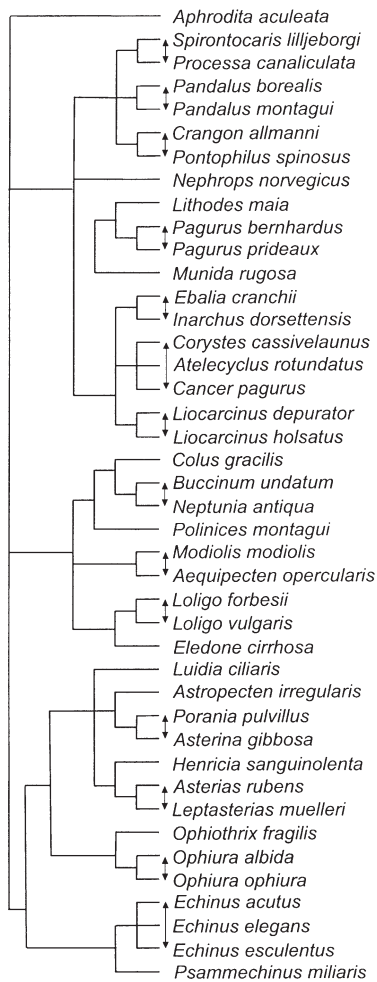 Aphrodita aculeata
Spirontocaris lilljeborgi
Processa canaliculata
Pandalus borealis
Pandalus montagui
Crangon allmanni
Pontophilus spinosus
Nephrops norvegicus
Lithodes maia
Pagurus bernhardus
Pagurus prideaux
Munida rugosa
Ebalia cranchii
Inarchus dorsettensis
Corystes cassivelaunus
Atelecyclus rotundatus
Cancer pagurus
Liocarcinus depurator
Liocarcinus holsatus
Colus gracilis
Buccinum undatum
Neptunia antiqua
Polinices montagui
Modiolis modiolis
Aequipecten opercularis
Loligo forbesii
Loligo vulgaris
Eledone cirrhosa
Luidia ciliaris
Astropecten irregularis
Porania pulvillus
Asterina gibbosa
Henricia sanguinolenta
Asterias rubens
Leptasterias muelleri
Ophiothrix fragilis
Ophiura albida
Ophiura ophiura
Echinus acutus
Echinus elegans
Echinus esculentus
Psammechinus miliaris